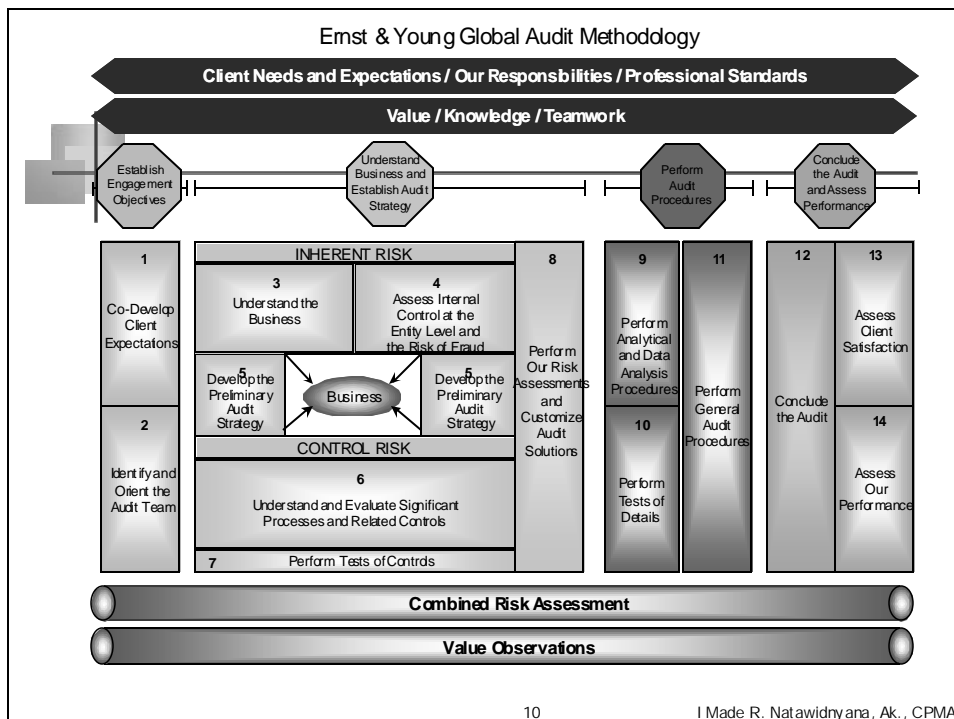 Ernst & Young Global Audit Methodology
Client Needs and Expectations / Our Responsbilities / Professional Standards
Value / Knowledge / Teamwork
Establish
Engagement
Objectives
Understand
Business and
Establish Audit
Strategy
Perform
Audit
Procedures
Conclude
the Audit
and Assess
Performance
1
Co-Develop
Client
Expectations
2
Identify and
Orient the
Audit Team
INHERENT RISK
3
Understand the
Business
4
Assess Internal
Control at the
Entity Level and
the Risk of Fraud
5
Develop the
Preliminary
Audit
Strategy
Business
5
Develop the
Preliminary
Audit
Strategy
CONTROL RISK
6
Understand and Evaluate Significant
Processes and Related Controls
7 Perform Tests of Controls
8
Perform
Our Risk
Assessments
and
Customize
Audit
Solutions
9
Perform
Analytical
and Data
Analysis
Procedures
10
Perform
Tests of
Details
11
Perform
General
Audit
Procedures
12
Conclude
the Audit
13
Assess
Client
Satisfaction
14
Assess
Our
Performance
Combined Risk Assessment
Value Observations
10 I Made R. Natawidnyana, Ak., CPMA